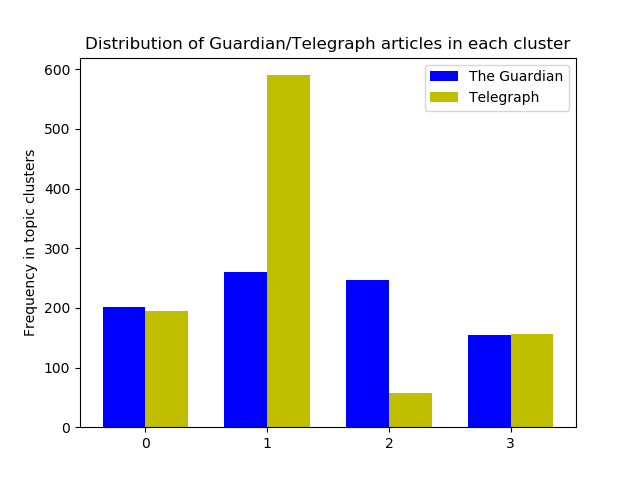 Distribution of Guardian/Telegraph articles in each cluster
The Guardian
Telegraph
Frequency in topic clusters
600
500
400
300
200
100
0
0 1 2 3